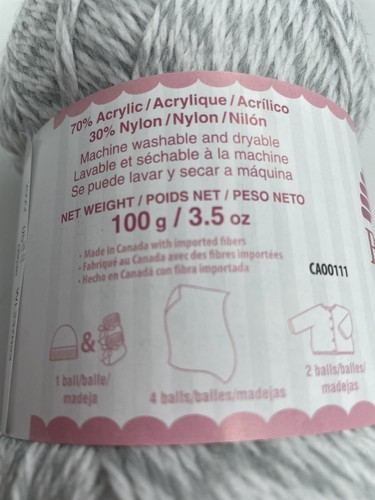 70% Acrylic / Acrylique / Acrílico
30% Nylon / Nylon / Nilón
Machine washable and dryable
Lavable et séchable à la machine
Se puede lavar y secar a máquina
NET WEIGHT / POIDS NET / PESO NETO
100 g / 3.5 oz
• Made in Canada with imported fibers
• Fabriqué au Canada avec des fibres importées
• Hecho en Canadá con fibra importada
CA00111
&
1 ball/balle/
madeja
4 balls/balles/madejas
2 balls/balles/
madejas